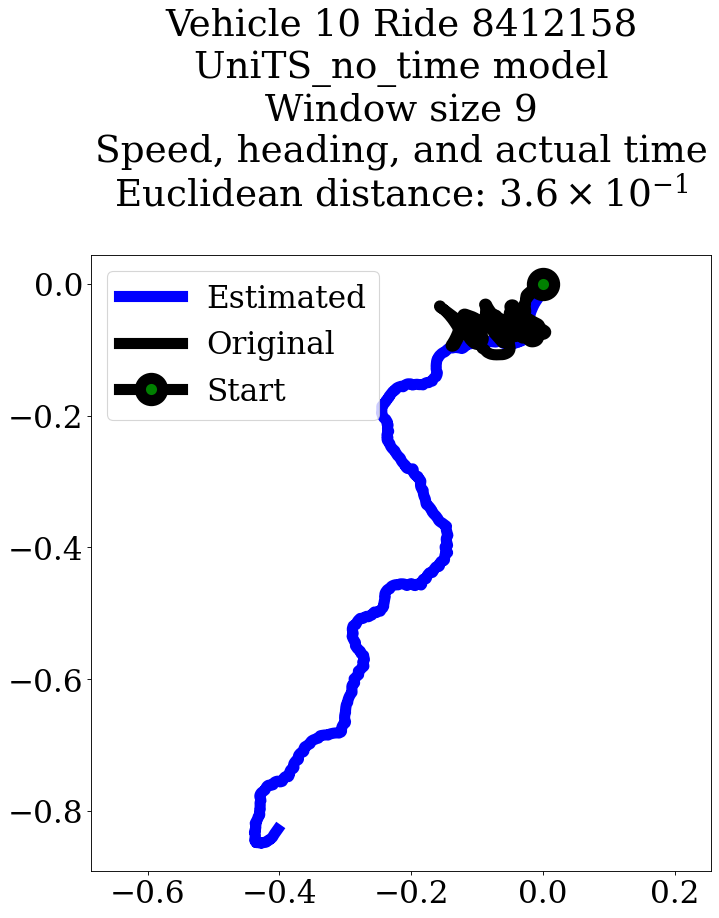 Vehicle 10 Ride 8412158
UniTS_no_time model
Window size 9
Speed, heading, and actual time
Euclidean distance: 3.6 × 10⁻¹
Estimated
Original
Start
0.0
−0.2
−0.4
−0.6
−0.8
−0.6
−0.4
−0.2
0.0
0.2